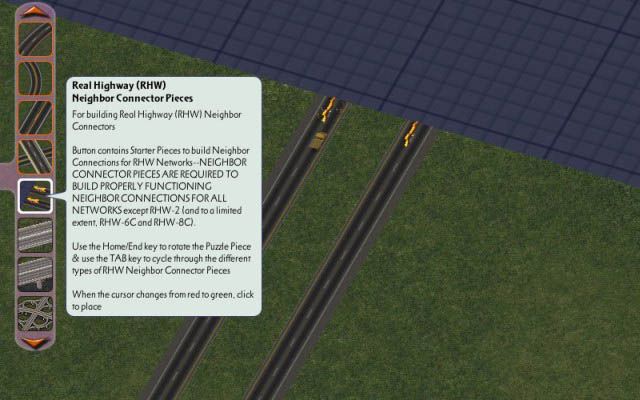 Real Highway (RHW)
Neighbor Connector Pieces
For building Real Highway (RHW) Neighbor
Connectors
Button contains Starter Pieces to build Neighbor
Connections for RHW Networks--NEIGHBOR
CONNECTOR PIECES ARE REQUIRED TO
BUILD PROPERLY FUNCTIONING
NEIGHBOR CONNECTIONS FOR ALL
NETWORKS except RHW-2 (and to a limited
extent, RHW-6C and RHW-8C).
Use the Home/End key to rotate the Puzzle Piece
& use the TAB key to cycle through the different
types of RHW Neighbor Connector Pieces
When the cursor changes from red to green, click
to place